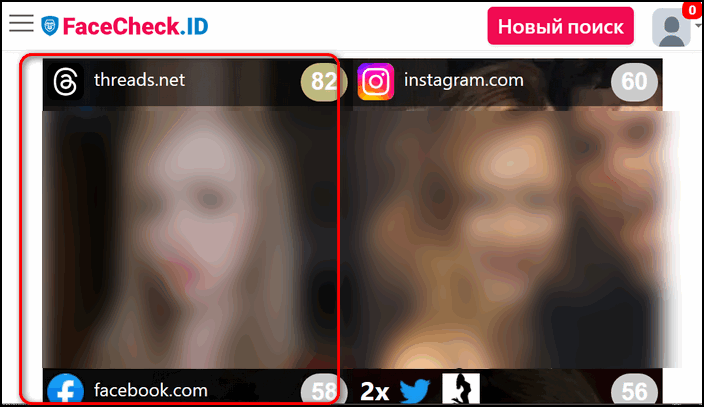 FaceCheck.ID
Новый поиск
0
threads.net
82
instagram.com
60
facebook.com
58
2x
56